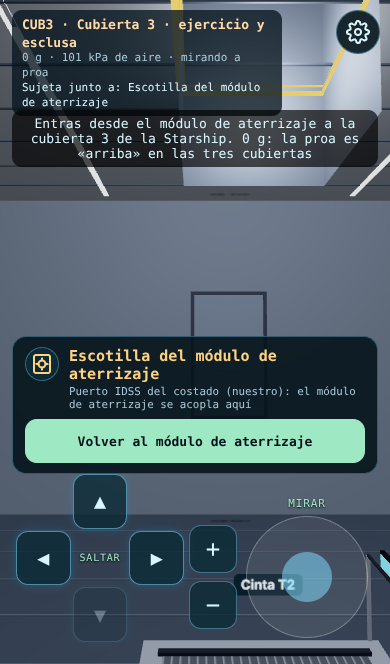 CUB3 · Cubierta 3 · ejercicio y
esclusa
0 g · 101 kPa de aire · mirando a
proa
Sujeta junto a: Escotilla del módulo
de aterrizaje
Entras desde el módulo de aterrizaje a la
cubierta 3 de la Starship. 0 g: la proa es
«arriba» en las tres cubiertas
Escotilla del módulo de
aterrizaje
Puerto IDSS del costado (nuestro): el módulo
de aterrizaje se acopla aquí
Volver al módulo de aterrizaje
MIRAR
SALTAR
+
Cinta T2
−